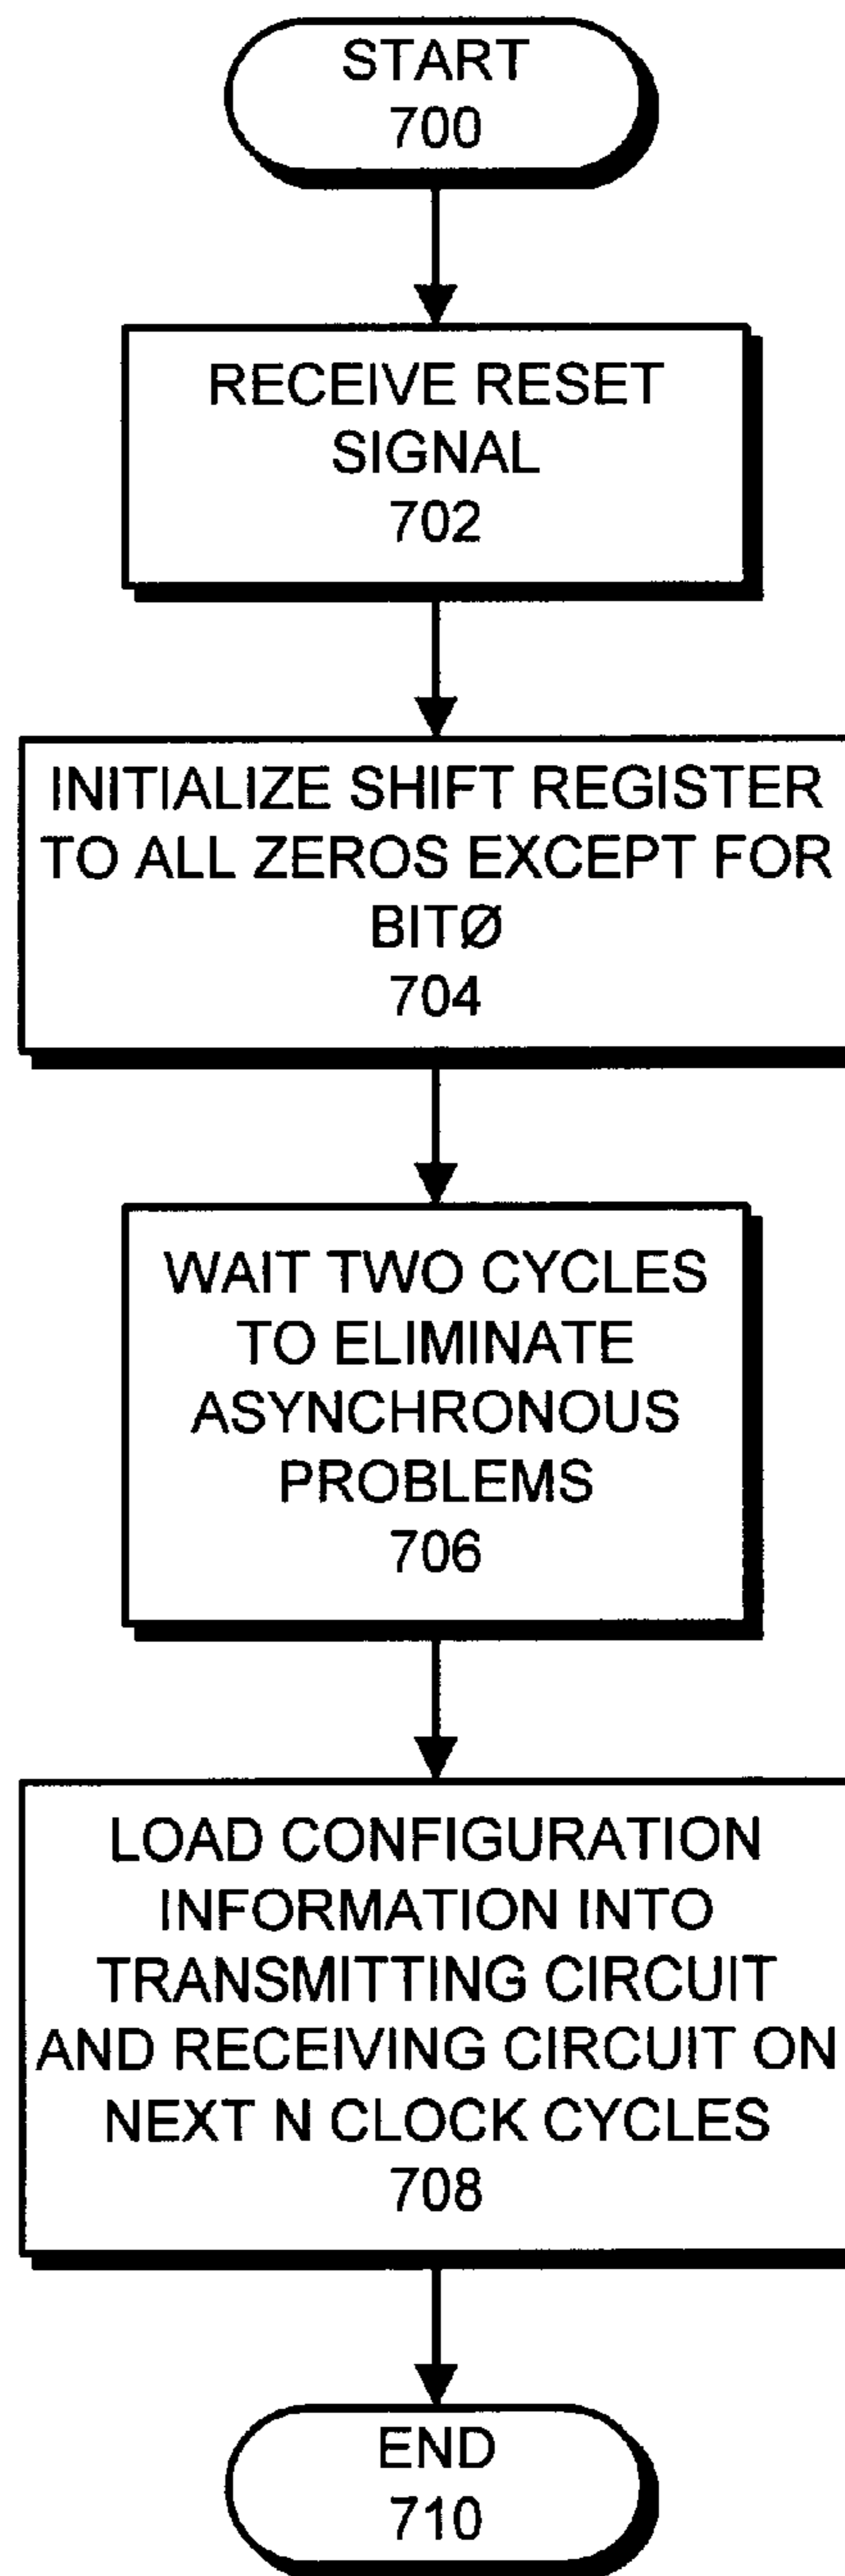 START
700
RECEIVE RESET
SIGNAL
702
INITIALIZE SHIFT REGISTER
TO ALL ZEROS EXCEPT FOR
BITØ
704
WAIT TWO CYCLES
TO ELIMINATE
ASYNCHRONOUS
PROBLEMS
706
LOAD CONFIGURATION
INFORMATION INTO
TRANSMITTING CIRCUIT
AND RECEIVING CIRCUIT ON
NEXT N CLOCK CYCLES
708
END
710